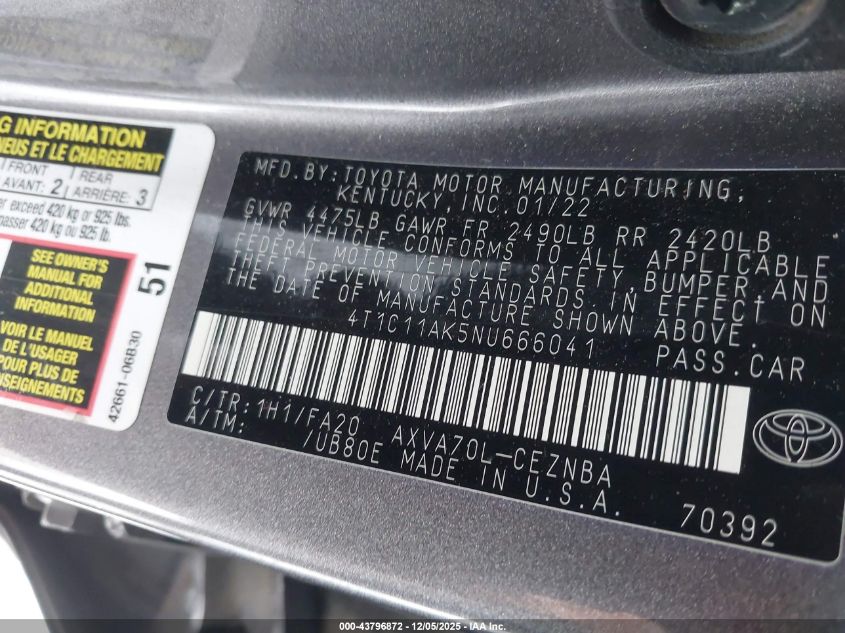 G INFORMATION
NEUS ET LE CHARGEMENT
FRONT
AVANT: 2
REAR
ARRIÈRE: 3
er exceed 420 kg or 925 lbs.
passer 420 kg ou 925 lb.
SEE OWNER'S
MANUAL FOR
ADDITIONAL
INFORMATION
VOIR LE MANUEL
DE L'USAGER
POUR PLUS DE
SEIGNEMENTS
51
42661-06B30
MFD. BY: TOYOTA MOTOR MANUFACTURING,
KENTUCKY, INC. 01/22
GVWR 4475LB GAWR FR 2490LB RR 2420LB
THIS VEHICLE CONFORMS TO ALL APPLICABLE
FEDERAL MOTOR VEHICLE SAFETY, BUMPER, AND
THEFT PREVENTION STANDARDS IN EFFECT ON
THE DATE OF MANUFACTURE SHOWN ABOVE.
4T1C11AK5NU666041 PASS. CAR
C/TR: 1H1/FA20 AXVA70L-CEZNBA
A/TM: /UB80E MADE IN U.S.A.
70392
000-43796872 - 12/05/2025 - IAA, Inc.